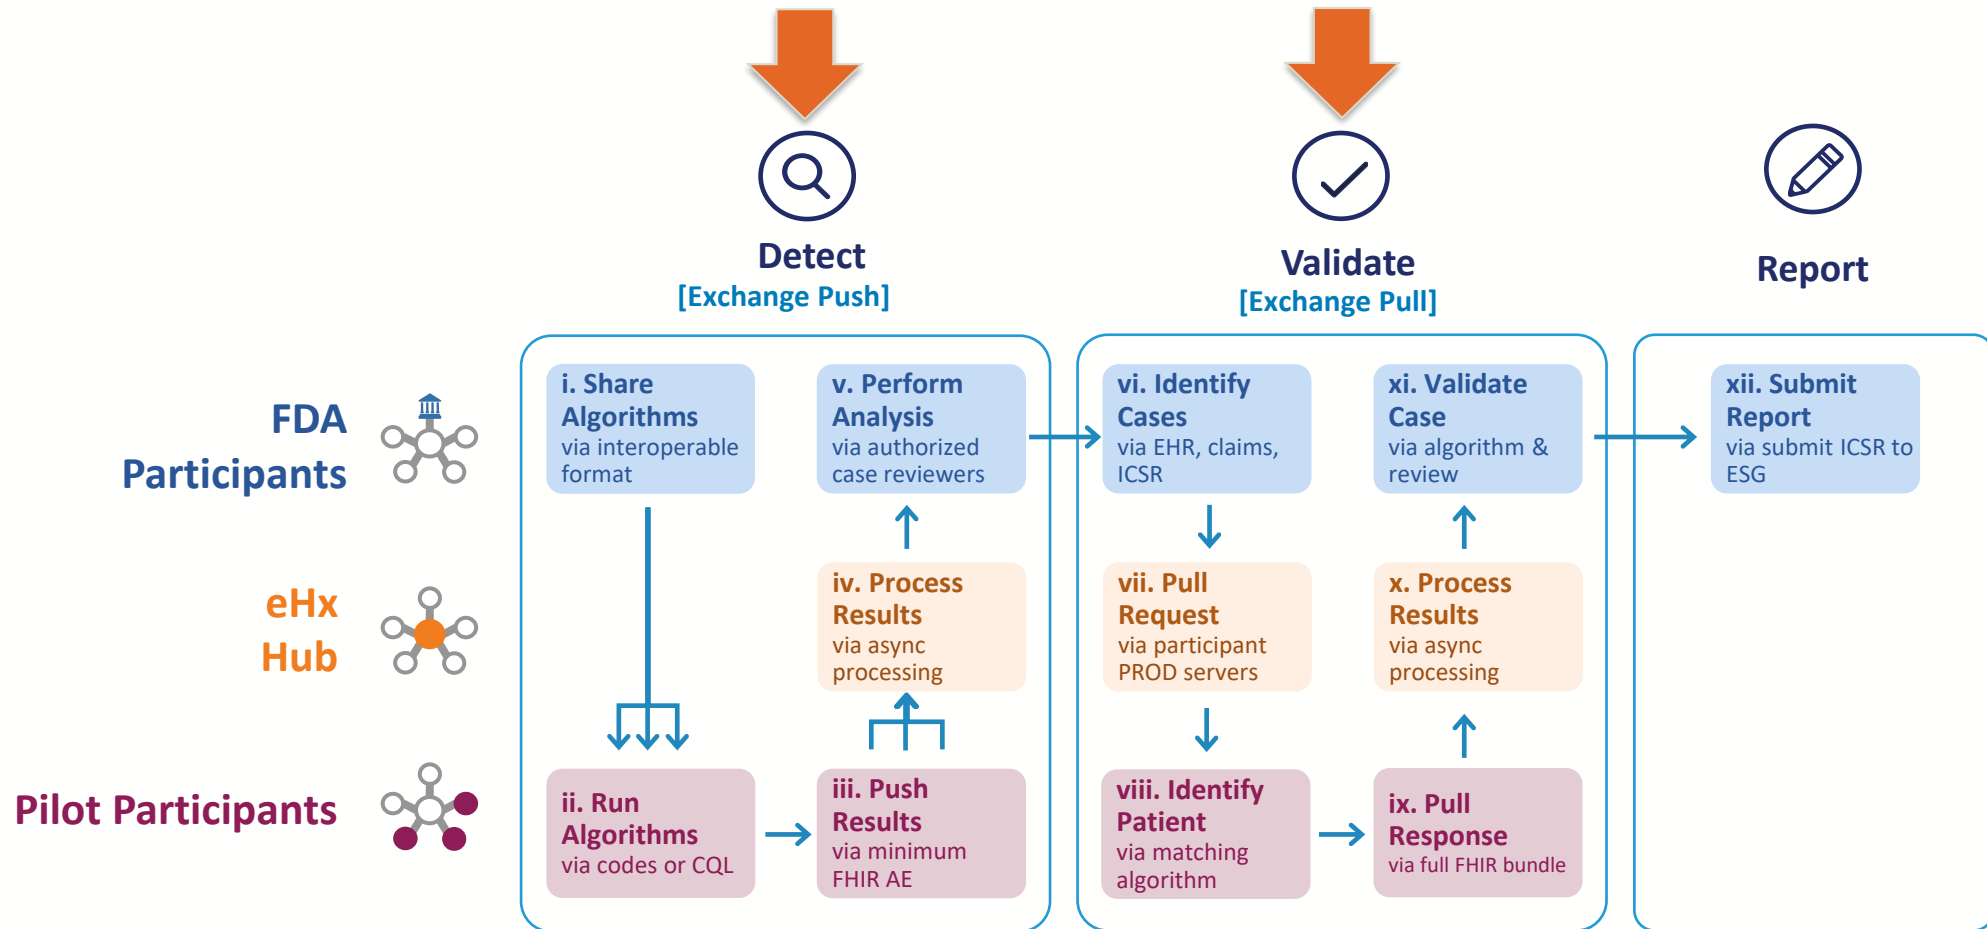 Detect
[Exchange Push]
Validate
[Exchange Pull]
Report
FDA
Participants
i. Share
Algorithms
via interoperable
format
v. Perform
Analysis
via authorized
case reviewers
vi. Identify
Cases
via EHR, claims,
ICSR
xi. Validate
Case
via algorithm &
review
xii. Submit
Report
via submit ICSR to
ESG
eHx
Hub
iv. Process
Results
via async
processing
vii. Pull
Request
via participant
PROD servers
x. Process
Results
via async
processing
Pilot Participants
ii. Run
Algorithms
via codes or CQL
iii. Push
Results
via minimum
FHIR AE
viii. Identify
Patient
via matching
algorithm
ix. Pull
Response
via full FHIR bundle